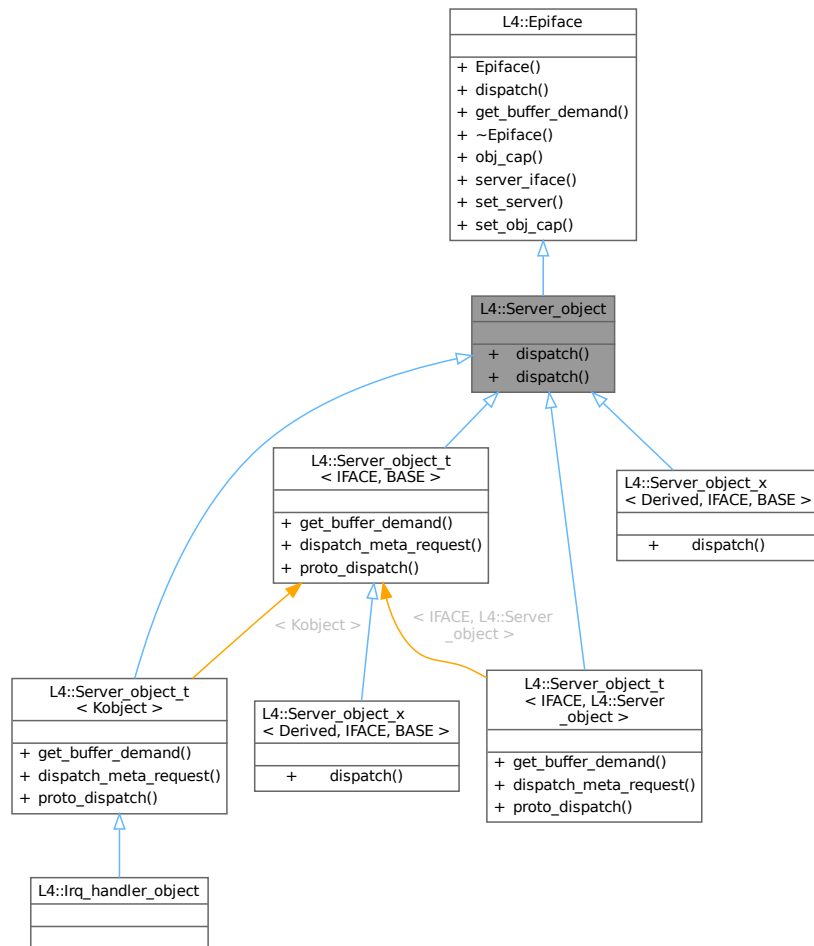 L4::Epiface
+ Epiface()
+ dispatch()
+ get_buffer_demand()
+ ~Epiface()
+ obj_cap()
+ server_iface()
+ set_server()
+ set_obj_cap()
L4::Server_object
+ dispatch()
+ dispatch()
L4::Server_object_t
< IFACE, BASE >
+ get_buffer_demand()
+ dispatch_meta_request()
+ proto_dispatch()
L4::Server_object_x
< Derived, IFACE, BASE >
+ dispatch()
< Kobject >
< IFACE, L4::Server
_object >
L4::Server_object_t
< Kobject >
+ get_buffer_demand()
+ dispatch_meta_request()
+ proto_dispatch()
L4::Server_object_x
< Derived, IFACE, BASE >
+ dispatch()
L4::Server_object_t
< IFACE, L4::Server
_object >
+ get_buffer_demand()
+ dispatch_meta_request()
+ proto_dispatch()
L4::Irq_handler_object